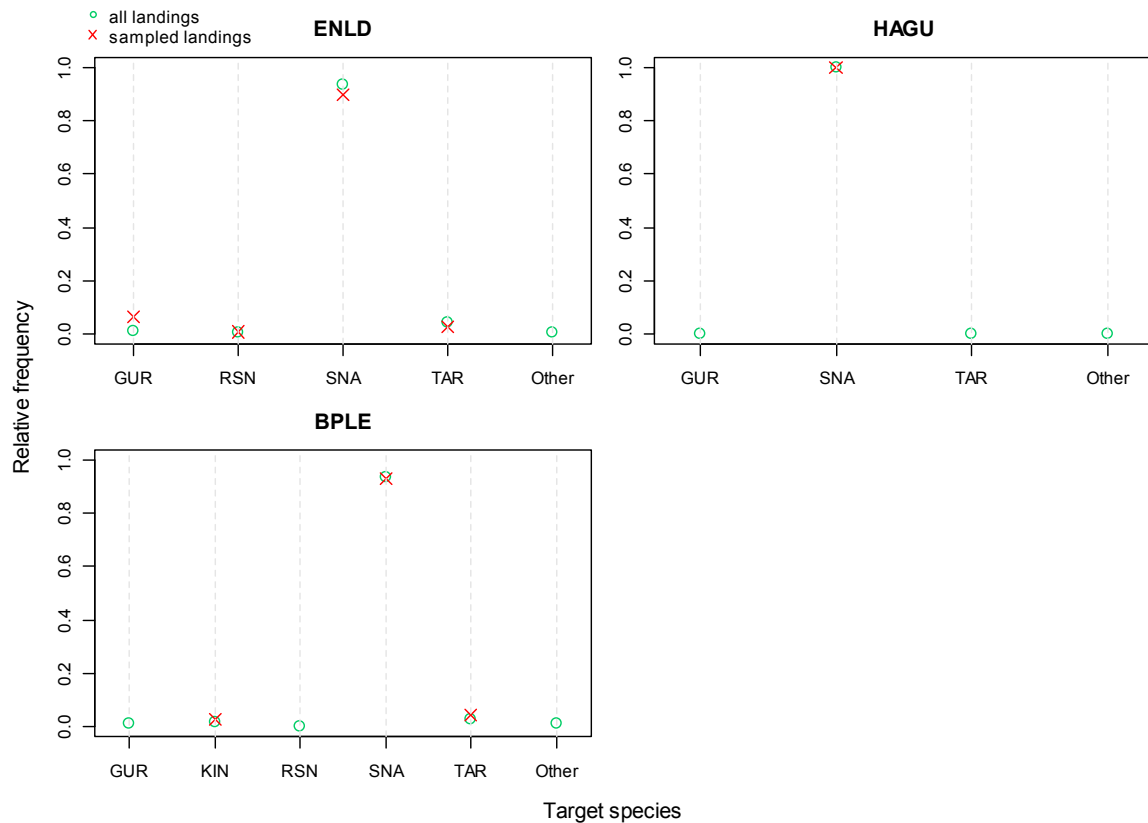 all landings
sampled landings
ENLD
HAGU
1.0
0.8
0.6
0.4
0.2
0.0
GUR RSN SNA TAR Other
1.0
0.8
0.6
0.4
0.2
0.0
GUR SNA TAR Other
Relative frequency
BPLE
1.0
0.8
0.6
0.4
0.2
0.0
GUR KIN RSN SNA TAR Other
Target species